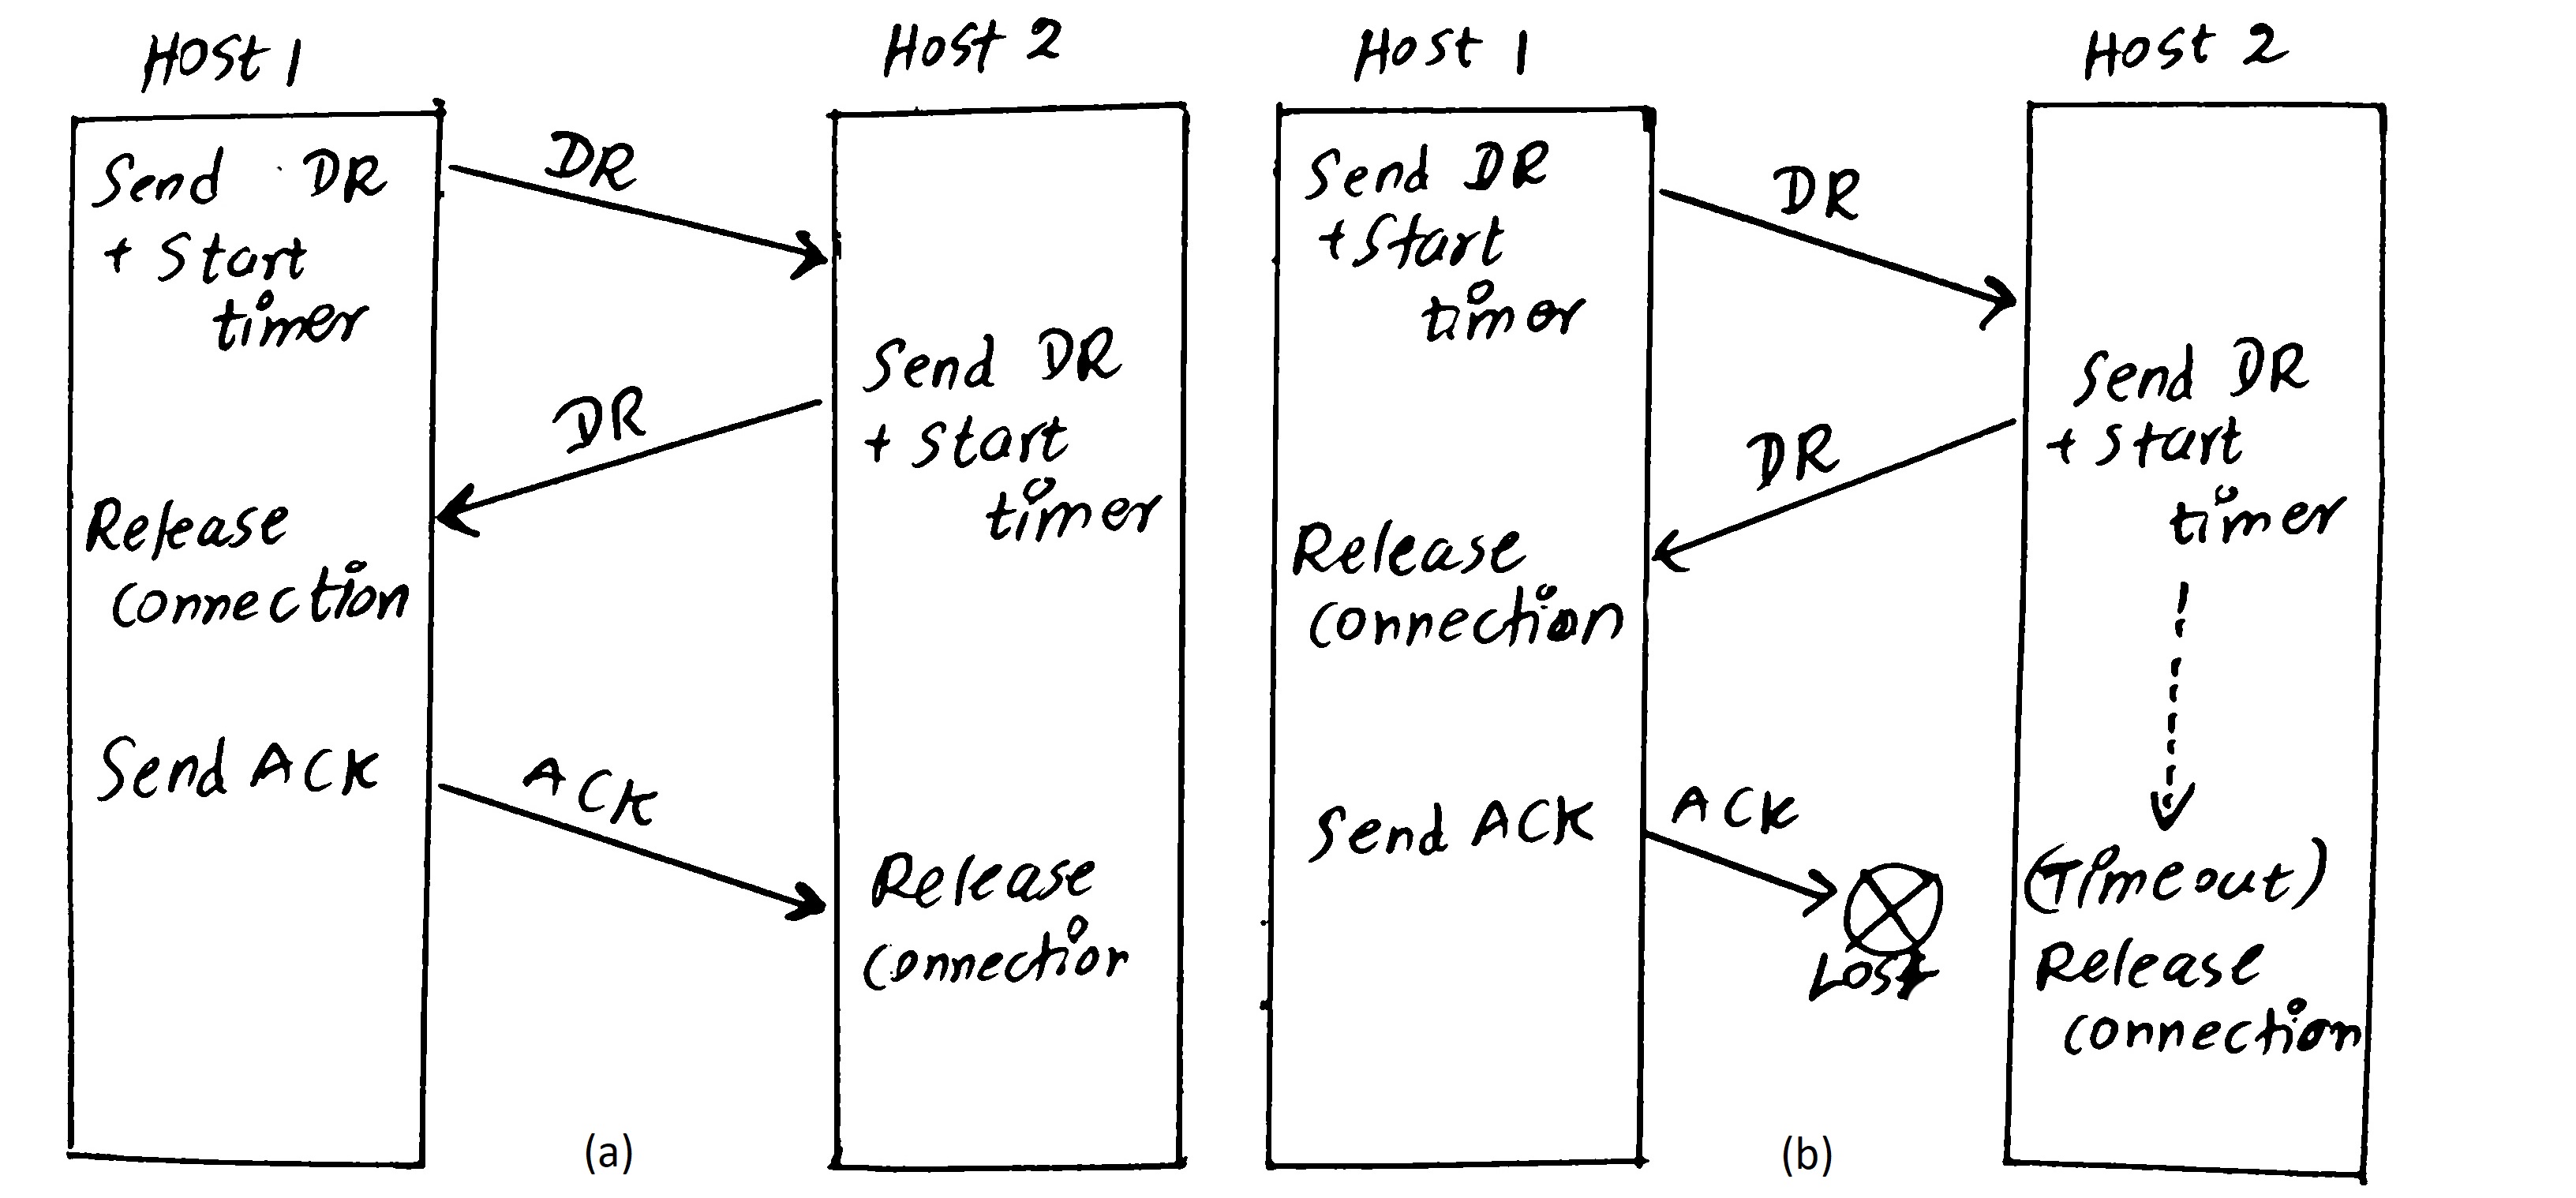 Host 1
Host 2
Send DR
+ Start
timer
DR
Send DR
+ Start
timer
DR
Release
connection
Send ACK
ACK
Release
connection
(a)
Host 1
Host 2
Send DR
+ Start
timer
DR
Send DR
+ Start
timer
DR
Release
connection
Send ACK
ACK
Lost
(Timeout)
Release
connection
(b)